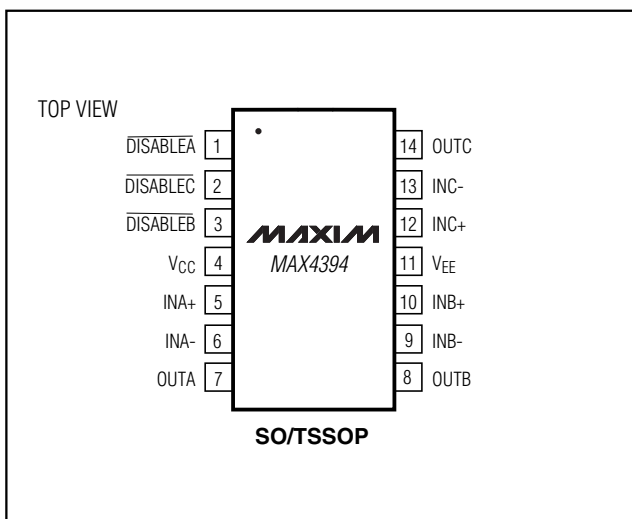 TOP VIEW
DISABLEA 1
DISABLEC 2
DISABLEB 3
VCC 4
INA+ 5
INA- 6
OUTA 7
MAXIM
MAX4394
14 OUTC
13 INC-
12 INC+
11 VEE
10 INB+
9 INB-
8 OUTB
SO/TSSOP